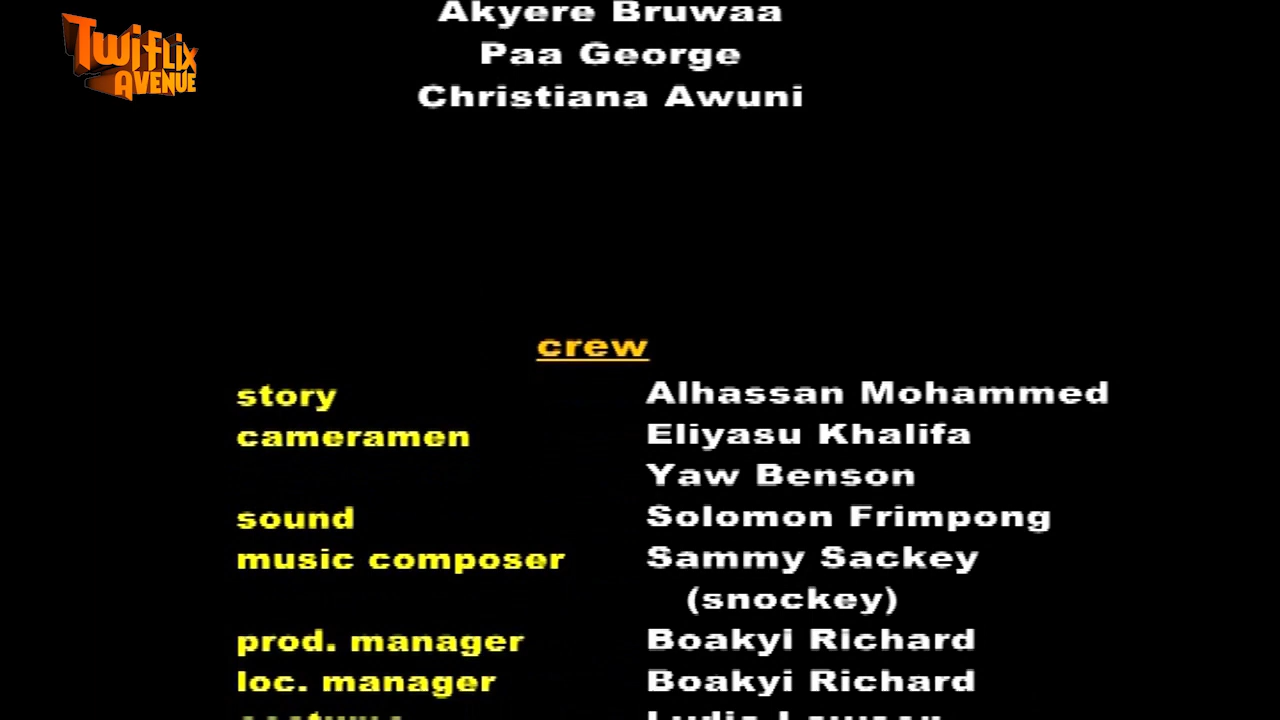 TwiFLix
AVENUE
Akyere Bruwaa
Paa George
Christiana Awuni
crew
story Alhassan Mohammed
cameramen Eliyasu Khalifa
Yaw Benson
sound Solomon Frimpong
music composer Sammy Sackey
(snockey)
prod. manager Boakyi Richard
loc. manager Boakyi Richard